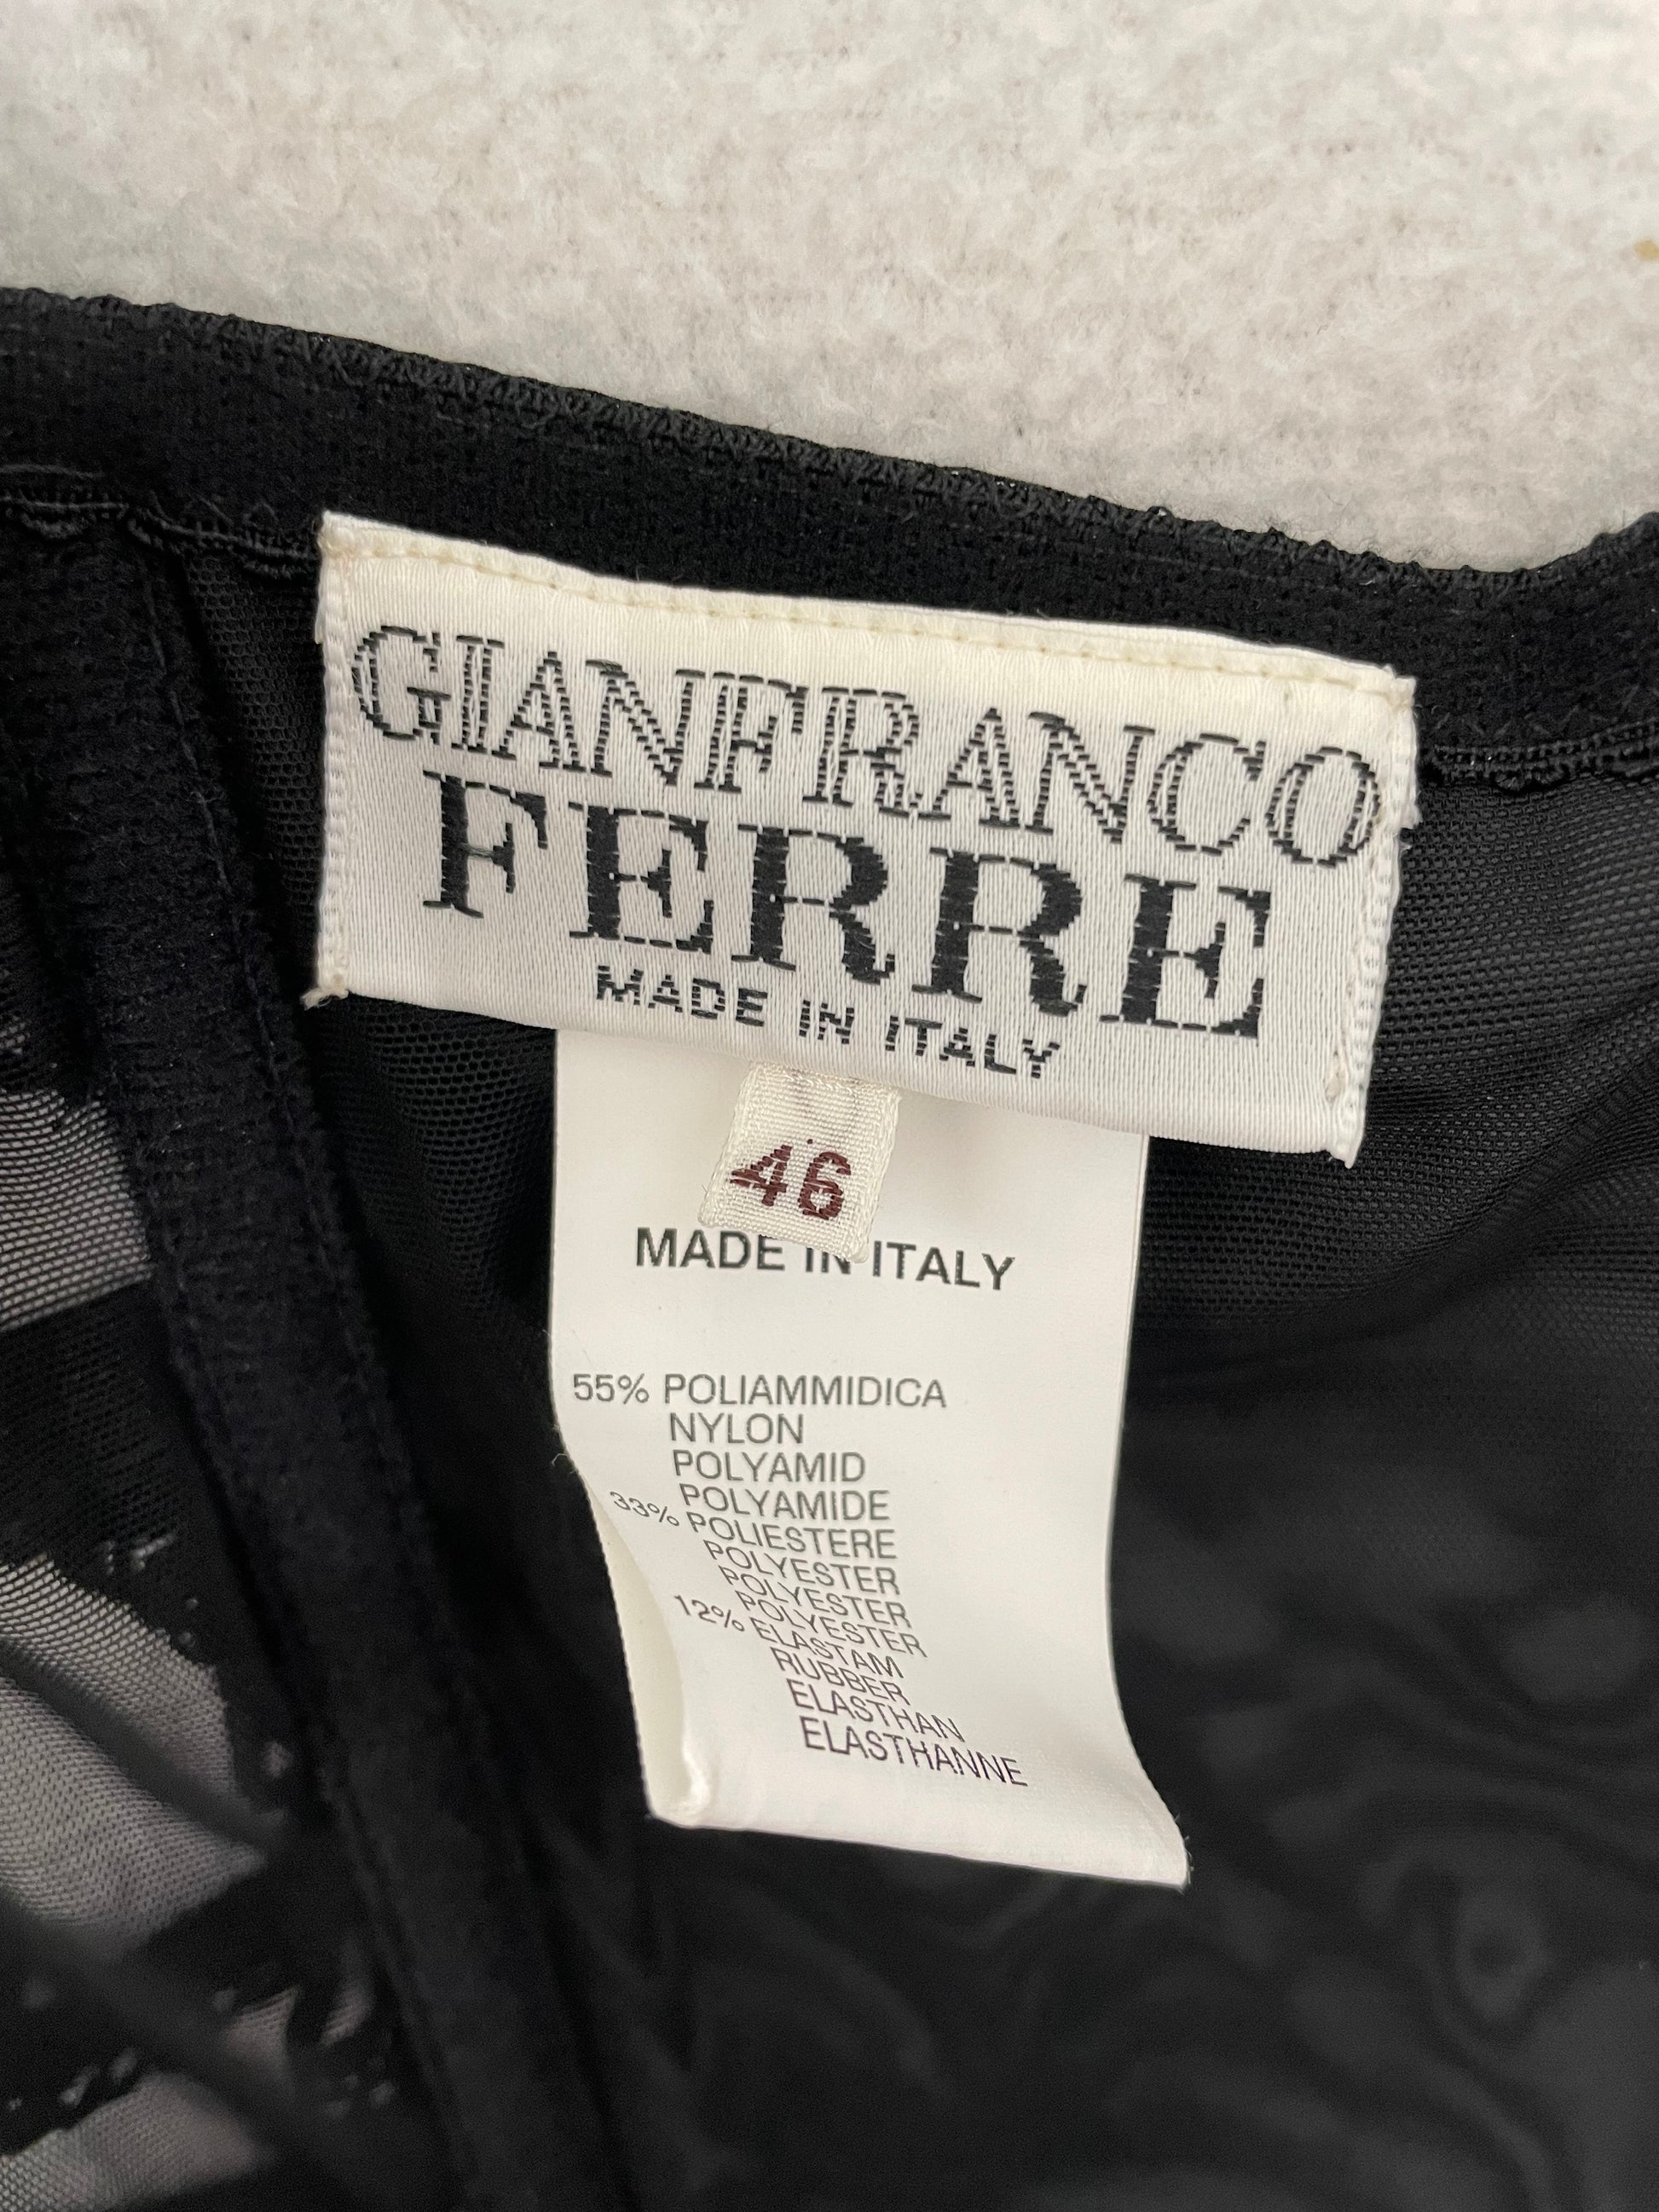 GIANFRANCO
FERRE
MADE IN ITALY
46
MADE IN ITALY
55% POLIAMMIDICA
NYLON
POLYAMID
POLYAMIDE
33% POLIESTERE
POLYESTER
POLYESTER
POLYESTER
12% ELASTAM
RUBBER
ELASTHAN
ELASTHANNE